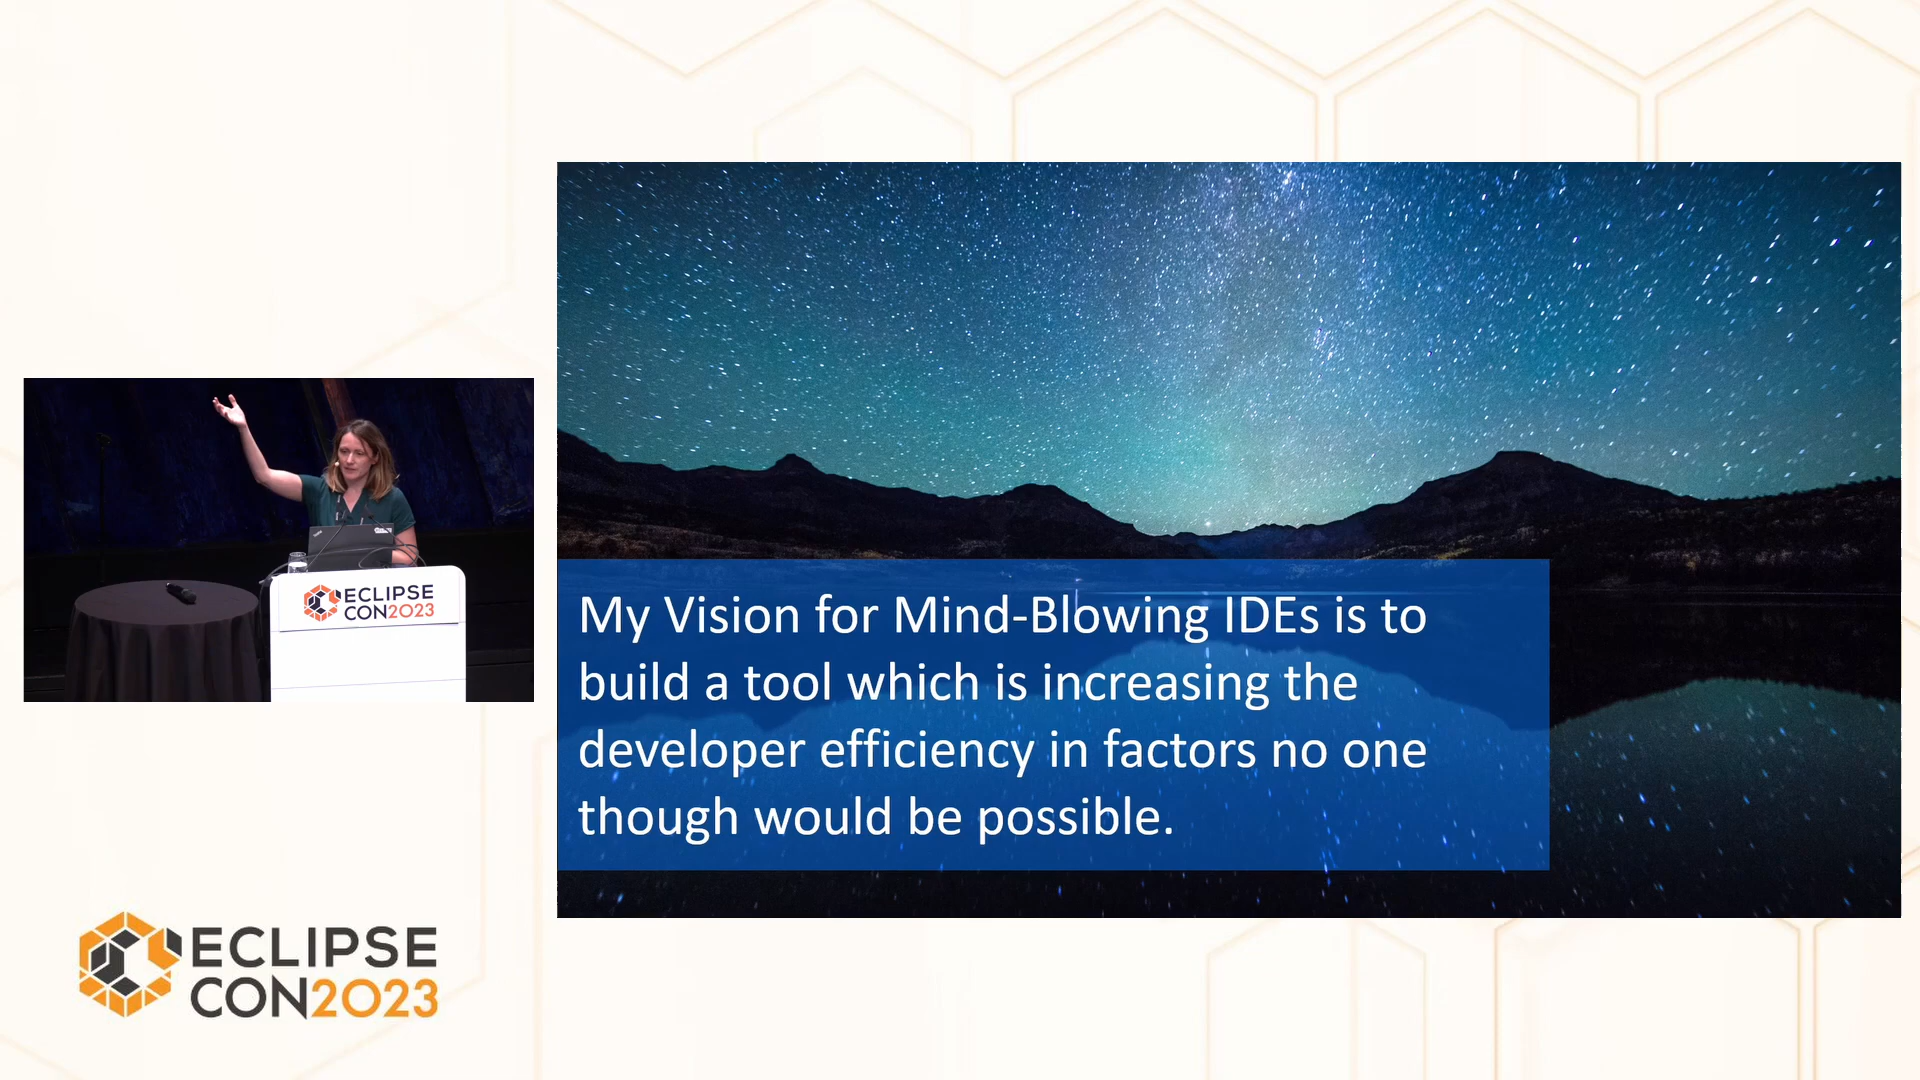 ECLIPSE
CON2023
My Vision for Mind-Blowing IDEs is to
build a tool which is increasing the
developer efficiency in factors no one
though would be possible.
ECLIPSE
CON2023